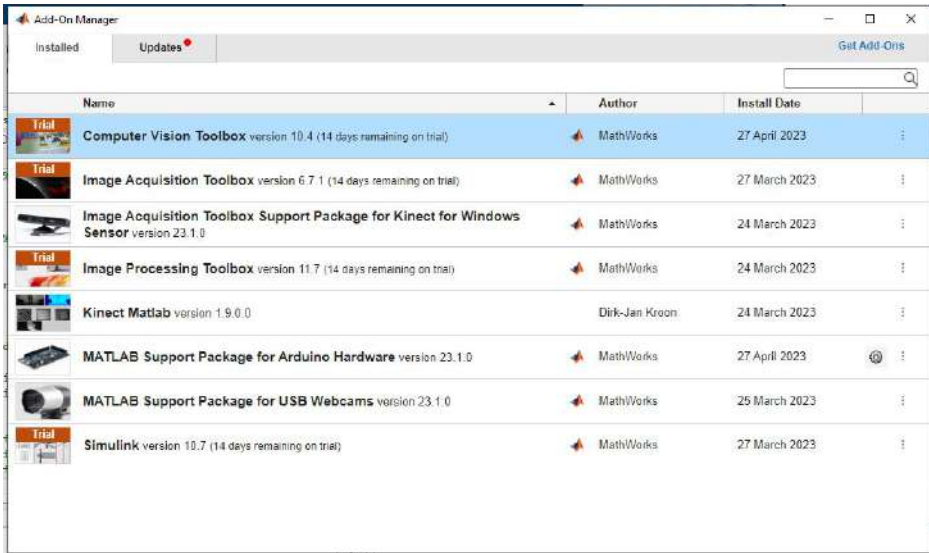 Add-On Manager
Installed
Updates
Get Add-Ons
Name
Author
Install Date
Trial
Computer Vision Toolbox version 10.4 (14 days remaining on trial)
MathWorks
27 April 2023
Trial
Image Acquisition Toolbox version 6.7.1 (14 days remaining on trial)
MathWorks
27 March 2023
Image Acquisition Toolbox Support Package for Kinect for Windows
Sensor version 23.1.0
MathWorks
24 March 2023
Trial
Image Processing Toolbox version 11.7 (14 days remaining on trial)
MathWorks
24 March 2023
Kinect Matlab version 1.9.0.0
Dirk-Jan Kroon
24 March 2023
MATLAB Support Package for Arduino Hardware version 23.1.0
MathWorks
27 April 2023
MATLAB Support Package for USB Webcams version 23.1.0
MathWorks
25 March 2023
Trial
Simulink version 10.7 (14 days remaining on trial)
MathWorks
27 March 2023